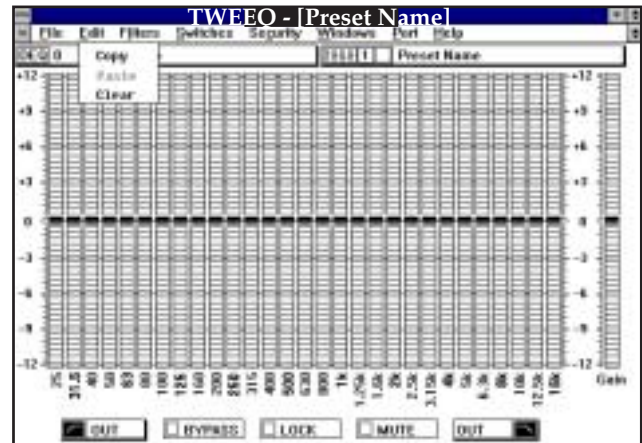 TWEEQ - [Preset Name]
File Edit Filters Switches Security Windows Port Help
DEQ 0 1 Preset Name
Copy
Paste
Clear
+12 +12
+9 +9
+6 +6
+3 +3
0 0
-3 -3
-6 -6
-9 -9
-12 -12
25 31.5 40 50 63 80 100 125 160 200 250 315 400 500 630 800 1k 1.25k 1.6k 2k 2.5k 3.15k 4k 5k 6.3k 8k 10k 12.5k 16k Gain
OUT BYPASS LOCK MUTE OUT